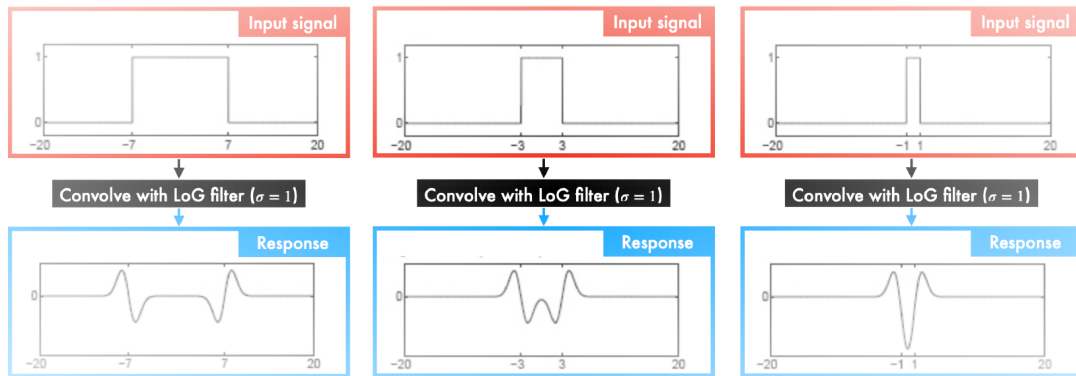 Input signal
1
0
-20 -7 7 20
Convolve with LoG filter (σ = 1)
Response
0
-20 -7 7 20
Input signal
1
0
-20 -3 3 20
Convolve with LoG filter (σ = 1)
Response
0
-20 -3 3 20
Input signal
1
0
-20 -1 1 20
Convolve with LoG filter (σ = 1)
Response
0
-20 -1 1 20